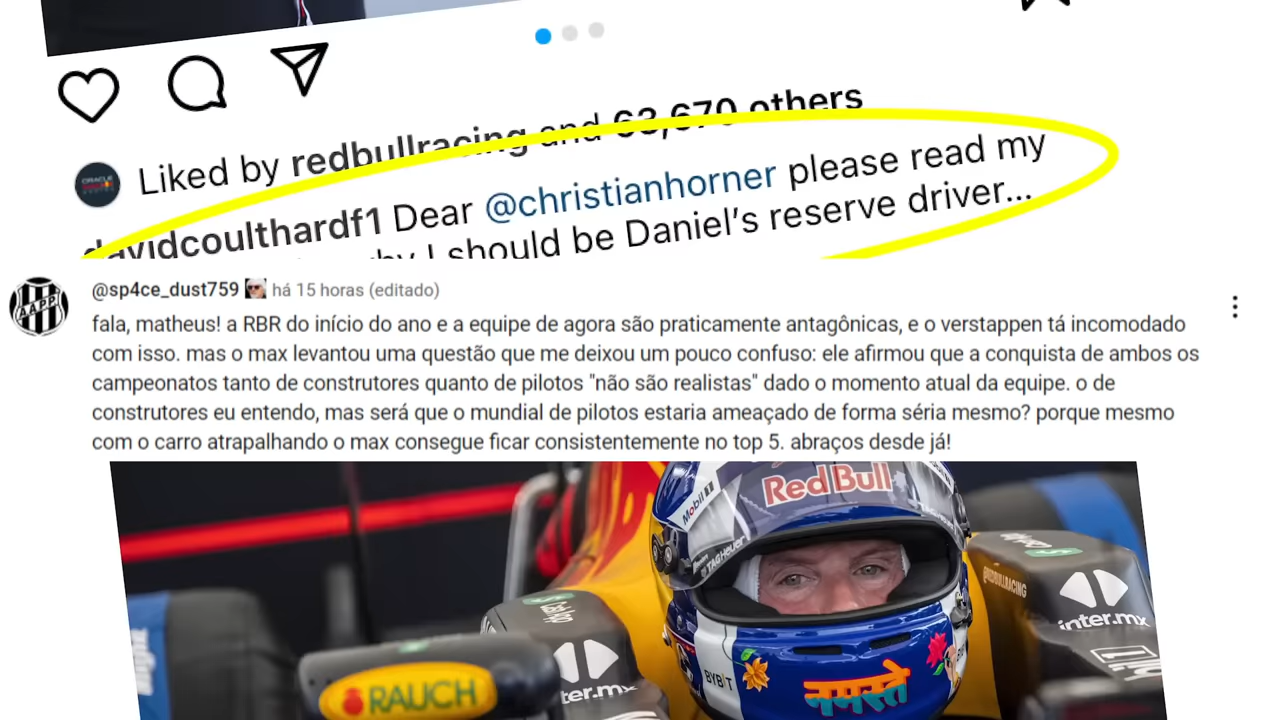 Liked by redbullracing and 63,670 others
davidcoulthardf1 Dear @christianhorner please read my
I should be Daniel’s reserve driver...
@sp4ce_dust759 há 15 horas (editado)
fala, matheus! a RBR do início do ano e a equipe de agora são praticamente antagônicas, e o verstappen tá incomodado
com isso. mas o max levantou uma questão que me deixou um pouco confuso: ele afirmou que a conquista de ambos os
campeonatos tanto de construtores quanto de pilotos "não são realistas" dado o momento atual da equipe. o de
construtores eu entendo, mas será que o mundial de pilotos estaria ameaçado de forma séria mesmo? porque mesmo
com o carro atrapalhando o max consegue ficar consistentemente no top 5. abraços desde já!
Red Bull
Mobil 1
TAGHeuer
@REDBULLRACING
inter.mx
cash app
BYBIT
नमस्ते
RAUCH
ter.mx